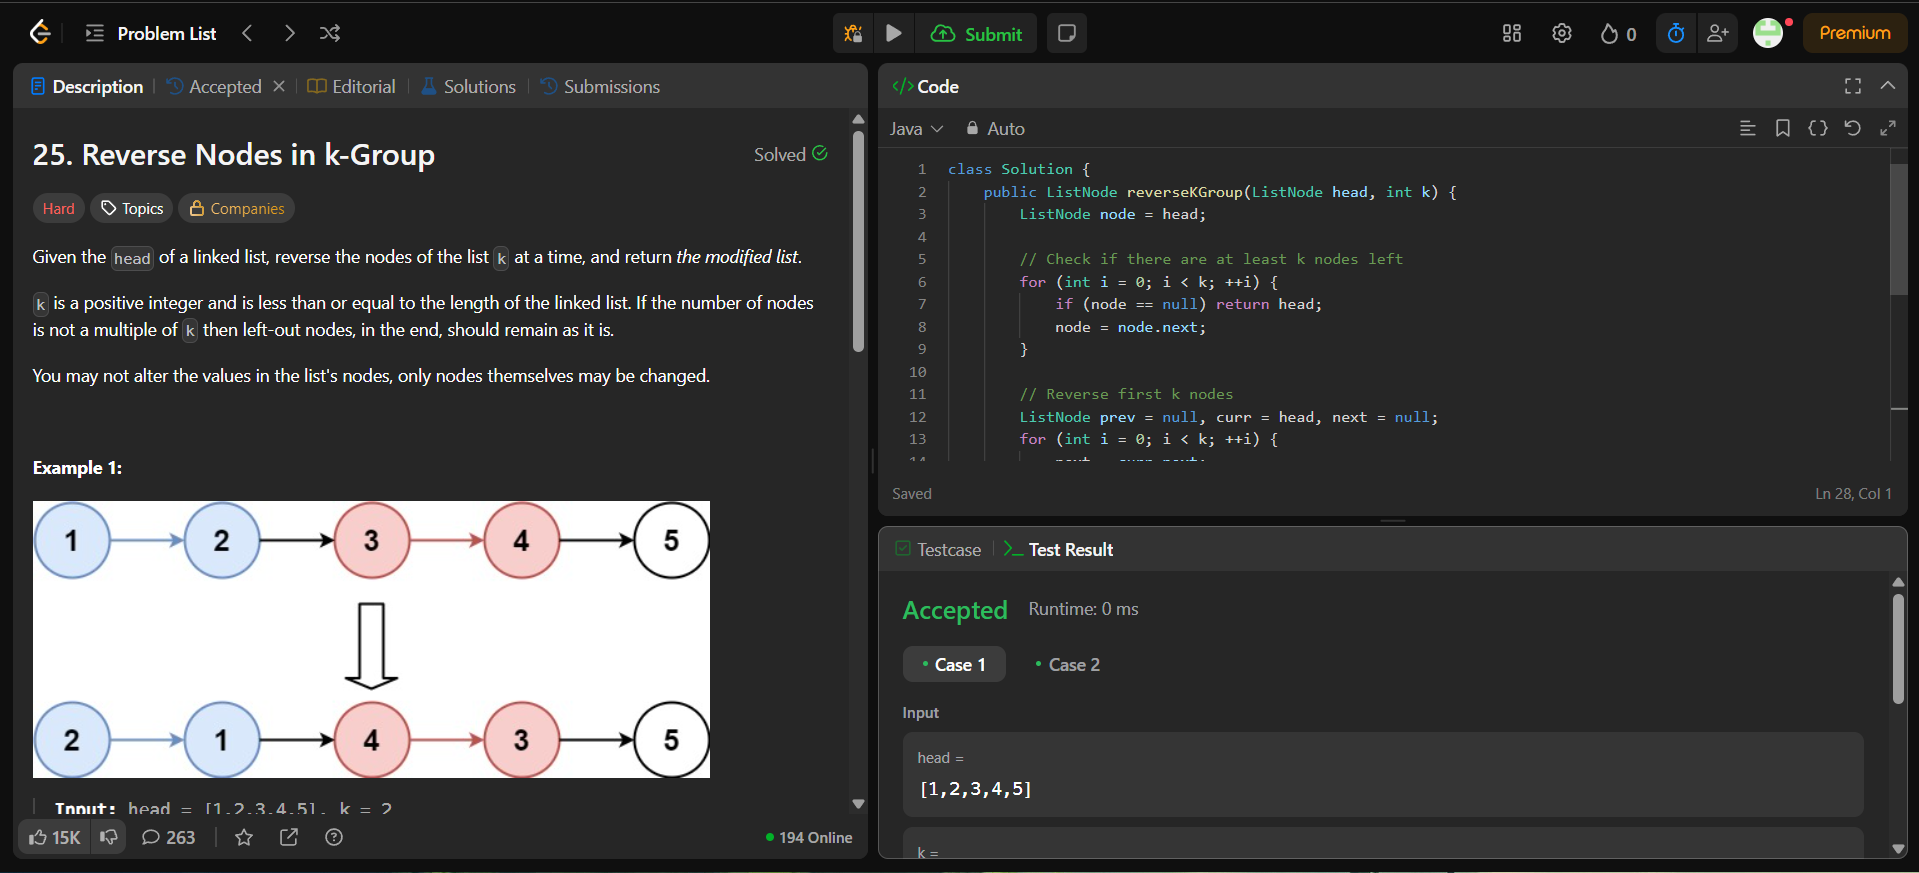 Problem List
Submit
0
Premium
Description
Accepted
Editorial
Solutions
Submissions
25. Reverse Nodes in k-Group
Solved
Hard
Topics
Companies
Given the head of a linked list, reverse the nodes of the list k at a time, and return the modified list.
k is a positive integer and is less than or equal to the length of the linked list. If the number of nodes
is not a multiple of k then left-out nodes, in the end, should remain as it is.
You may not alter the values in the list's nodes, only nodes themselves may be changed.
Example 1:
1 2 3 4 5
2 1 4 3 5
Input: head = [1,2,3,4,5], k = 2
15K
263
194 Online
</> Code
Java
Auto
1 class Solution {
2 public ListNode reverseKGroup(ListNode head, int k) {
3 ListNode node = head;
4
5 // Check if there are at least k nodes left
6 for (int i = 0; i < k; ++i) {
7 if (node == null) return head;
8 node = node.next;
9 }
10
11 // Reverse first k nodes
12 ListNode prev = null, curr = head, next = null;
13 for (int i = 0; i < k; ++i) {
14 next = curr.next;
Saved
Ln 28, Col 1
Testcase
Test Result
Accepted
Runtime: 0 ms
Case 1
Case 2
Input
head =
[1,2,3,4,5]
k =